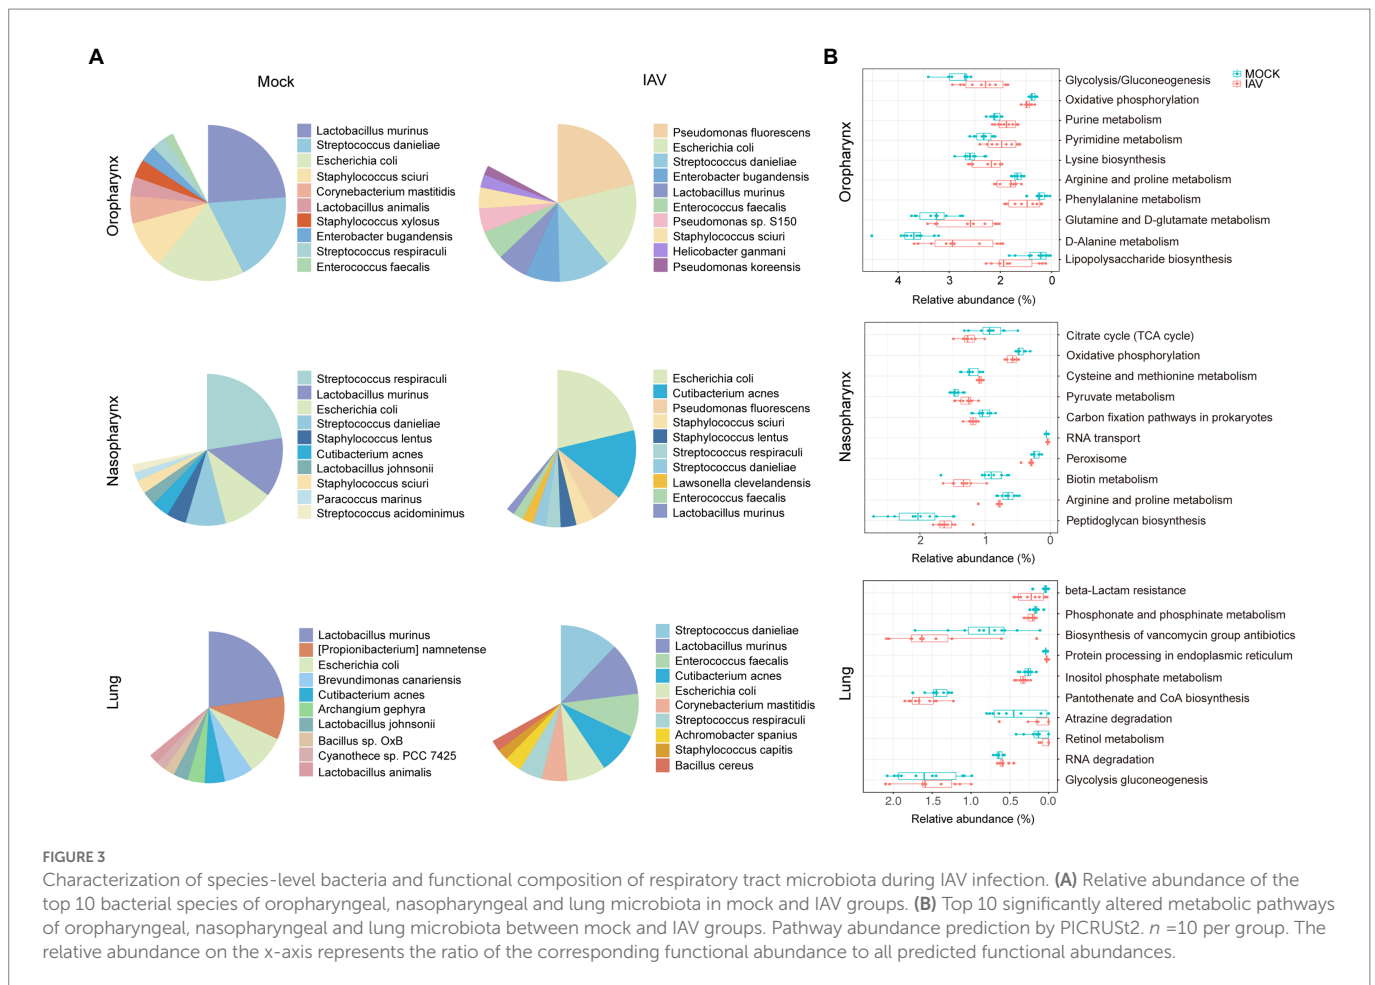 A
Mock
IAV
Oropharynx
Lactobacillus murinus
Streptococcus danieliae
Escherichia coli
Staphylococcus sciuri
Corynebacterium mastitidis
Lactobacillus animalis
Staphylococcus xylosus
Enterobacter bugandensis
Streptococcus respiraculi
Enterococcus faecalis
Pseudomonas fluorescens
Escherichia coli
Streptococcus danieliae
Enterobacter bugandensis
Lactobacillus murinus
Enterococcus faecalis
Pseudomonas sp. S150
Staphylococcus sciuri
Helicobacter ganmani
Pseudomonas koreensis
Nasopharynx
Streptococcus respiraculi
Lactobacillus murinus
Escherichia coli
Streptococcus danieliae
Staphylococcus lentus
Cutibacterium acnes
Lactobacillus johnsonii
Staphylococcus sciuri
Paracoccus marinus
Streptococcus acidominimus
Escherichia coli
Cutibacterium acnes
Pseudomonas fluorescens
Staphylococcus sciuri
Staphylococcus lentus
Streptococcus respiraculi
Streptococcus danieliae
Lawsonella clevelandensis
Enterococcus faecalis
Lactobacillus murinus
Lung
Lactobacillus murinus
[Propionibacterium] namnetense
Escherichia coli
Brevundimonas canariensis
Cutibacterium acnes
Archangium gephyra
Lactobacillus johnsonii
Bacillus sp. OxB
Cyanothece sp. PCC 7425
Lactobacillus animalis
Streptococcus danieliae
Lactobacillus murinus
Enterococcus faecalis
Cutibacterium acnes
Escherichia coli
Corynebacterium mastitidis
Streptococcus respiraculi
Achromobacter spanius
Staphylococcus capitis
Bacillus cereus
B
MOCK
IAV
Oropharynx
Glycolysis/Gluconeogenesis
Oxidative phosphorylation
Purine metabolism
Pyrimidine metabolism
Lysine biosynthesis
Arginine and proline metabolism
Phenylalanine metabolism
Glutamine and D-glutamate metabolism
D-Alanine metabolism
Lipopolysaccharide biosynthesis
4 3 2 1 0
Relative abundance (%)
Nasopharynx
Citrate cycle (TCA cycle)
Oxidative phosphorylation
Cysteine and methionine metabolism
Pyruvate metabolism
Carbon fixation pathways in prokaryotes
RNA transport
Peroxisome
Biotin metabolism
Arginine and proline metabolism
Peptidoglycan biosynthesis
2 1 0
Relative abundance (%)
Lung
beta-Lactam resistance
Phosphonate and phosphinate metabolism
Biosynthesis of vancomycin group antibiotics
Protein processing in endoplasmic reticulum
Inositol phosphate metabolism
Pantothenate and CoA biosynthesis
Atrazine degradation
Retinol metabolism
RNA degradation
Glycolysis gluconeogenesis
2.0 1.5 1.0 0.5 0.0
Relative abundance (%)
FIGURE 3
Characterization of species-level bacteria and functional composition of respiratory tract microbiota during IAV infection. (A) Relative abundance of the
top 10 bacterial species of oropharyngeal, nasopharyngeal and lung microbiota in mock and IAV groups. (B) Top 10 significantly altered metabolic pathways
of oropharyngeal, nasopharyngeal and lung microbiota between mock and IAV groups. Pathway abundance prediction by PICRUSt2. n =10 per group. The
relative abundance on the x-axis represents the ratio of the corresponding functional abundance to all predicted functional abundances.